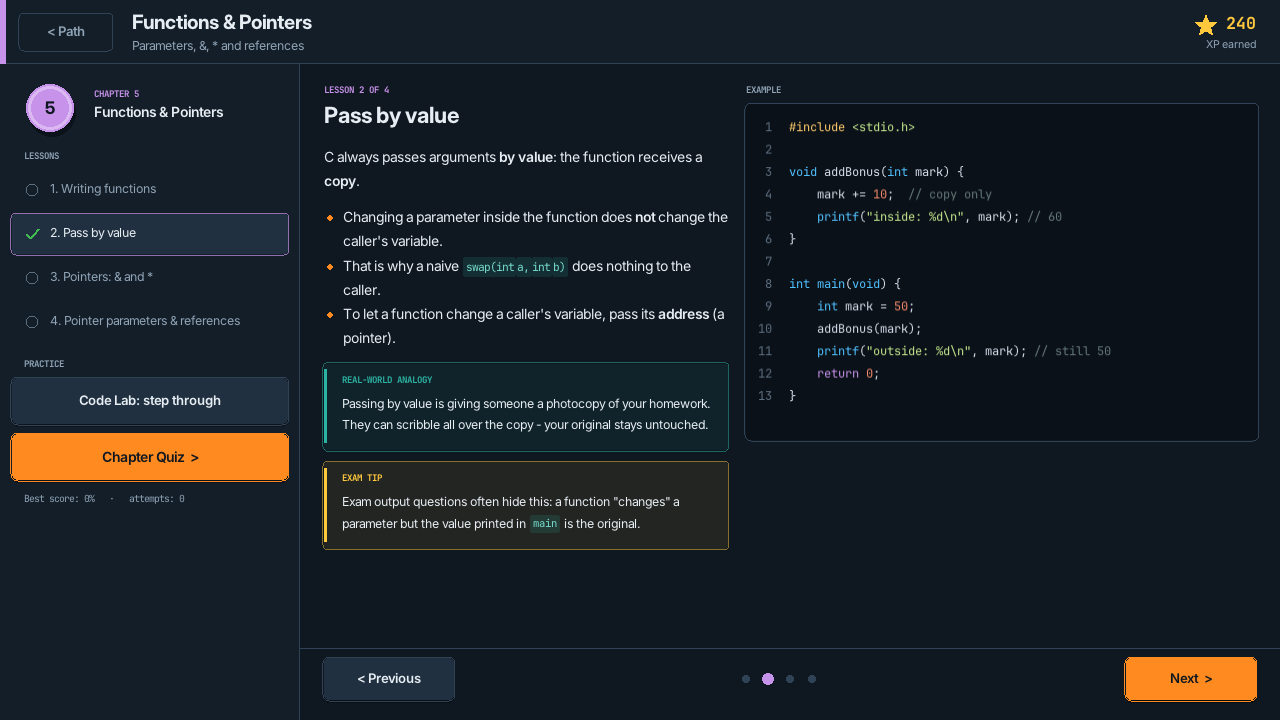 < Path
Functions & Pointers
Parameters, &, * and references
240
XP earned
5
CHAPTER 5
Functions & Pointers
LESSONS
1. Writing functions
2. Pass by value
3. Pointers: & and *
4. Pointer parameters & references
PRACTICE
Code Lab: step through
Chapter Quiz >
Best score: 0% · attempts: 0
LESSON 2 OF 4
Pass by value
C always passes arguments by value: the function receives a
copy.
Changing a parameter inside the function does not change the
caller's variable.
That is why a naive swap(int a, int b) does nothing to the
caller.
To let a function change a caller's variable, pass its address (a
pointer).
REAL-WORLD ANALOGY
Passing by value is giving someone a photocopy of your homework.
They can scribble all over the copy - your original stays untouched.
EXAM TIP
Exam output questions often hide this: a function "changes" a
parameter but the value printed in main is the original.
EXAMPLE
1 #include <stdio.h>
2
3 void addBonus(int mark) {
4     mark += 10;  // copy only
5     printf("inside: %d\n", mark); // 60
6 }
7
8 int main(void) {
9     int mark = 50;
10     addBonus(mark);
11     printf("outside: %d\n", mark); // still 50
12     return 0;
13 }
< Previous
Next >